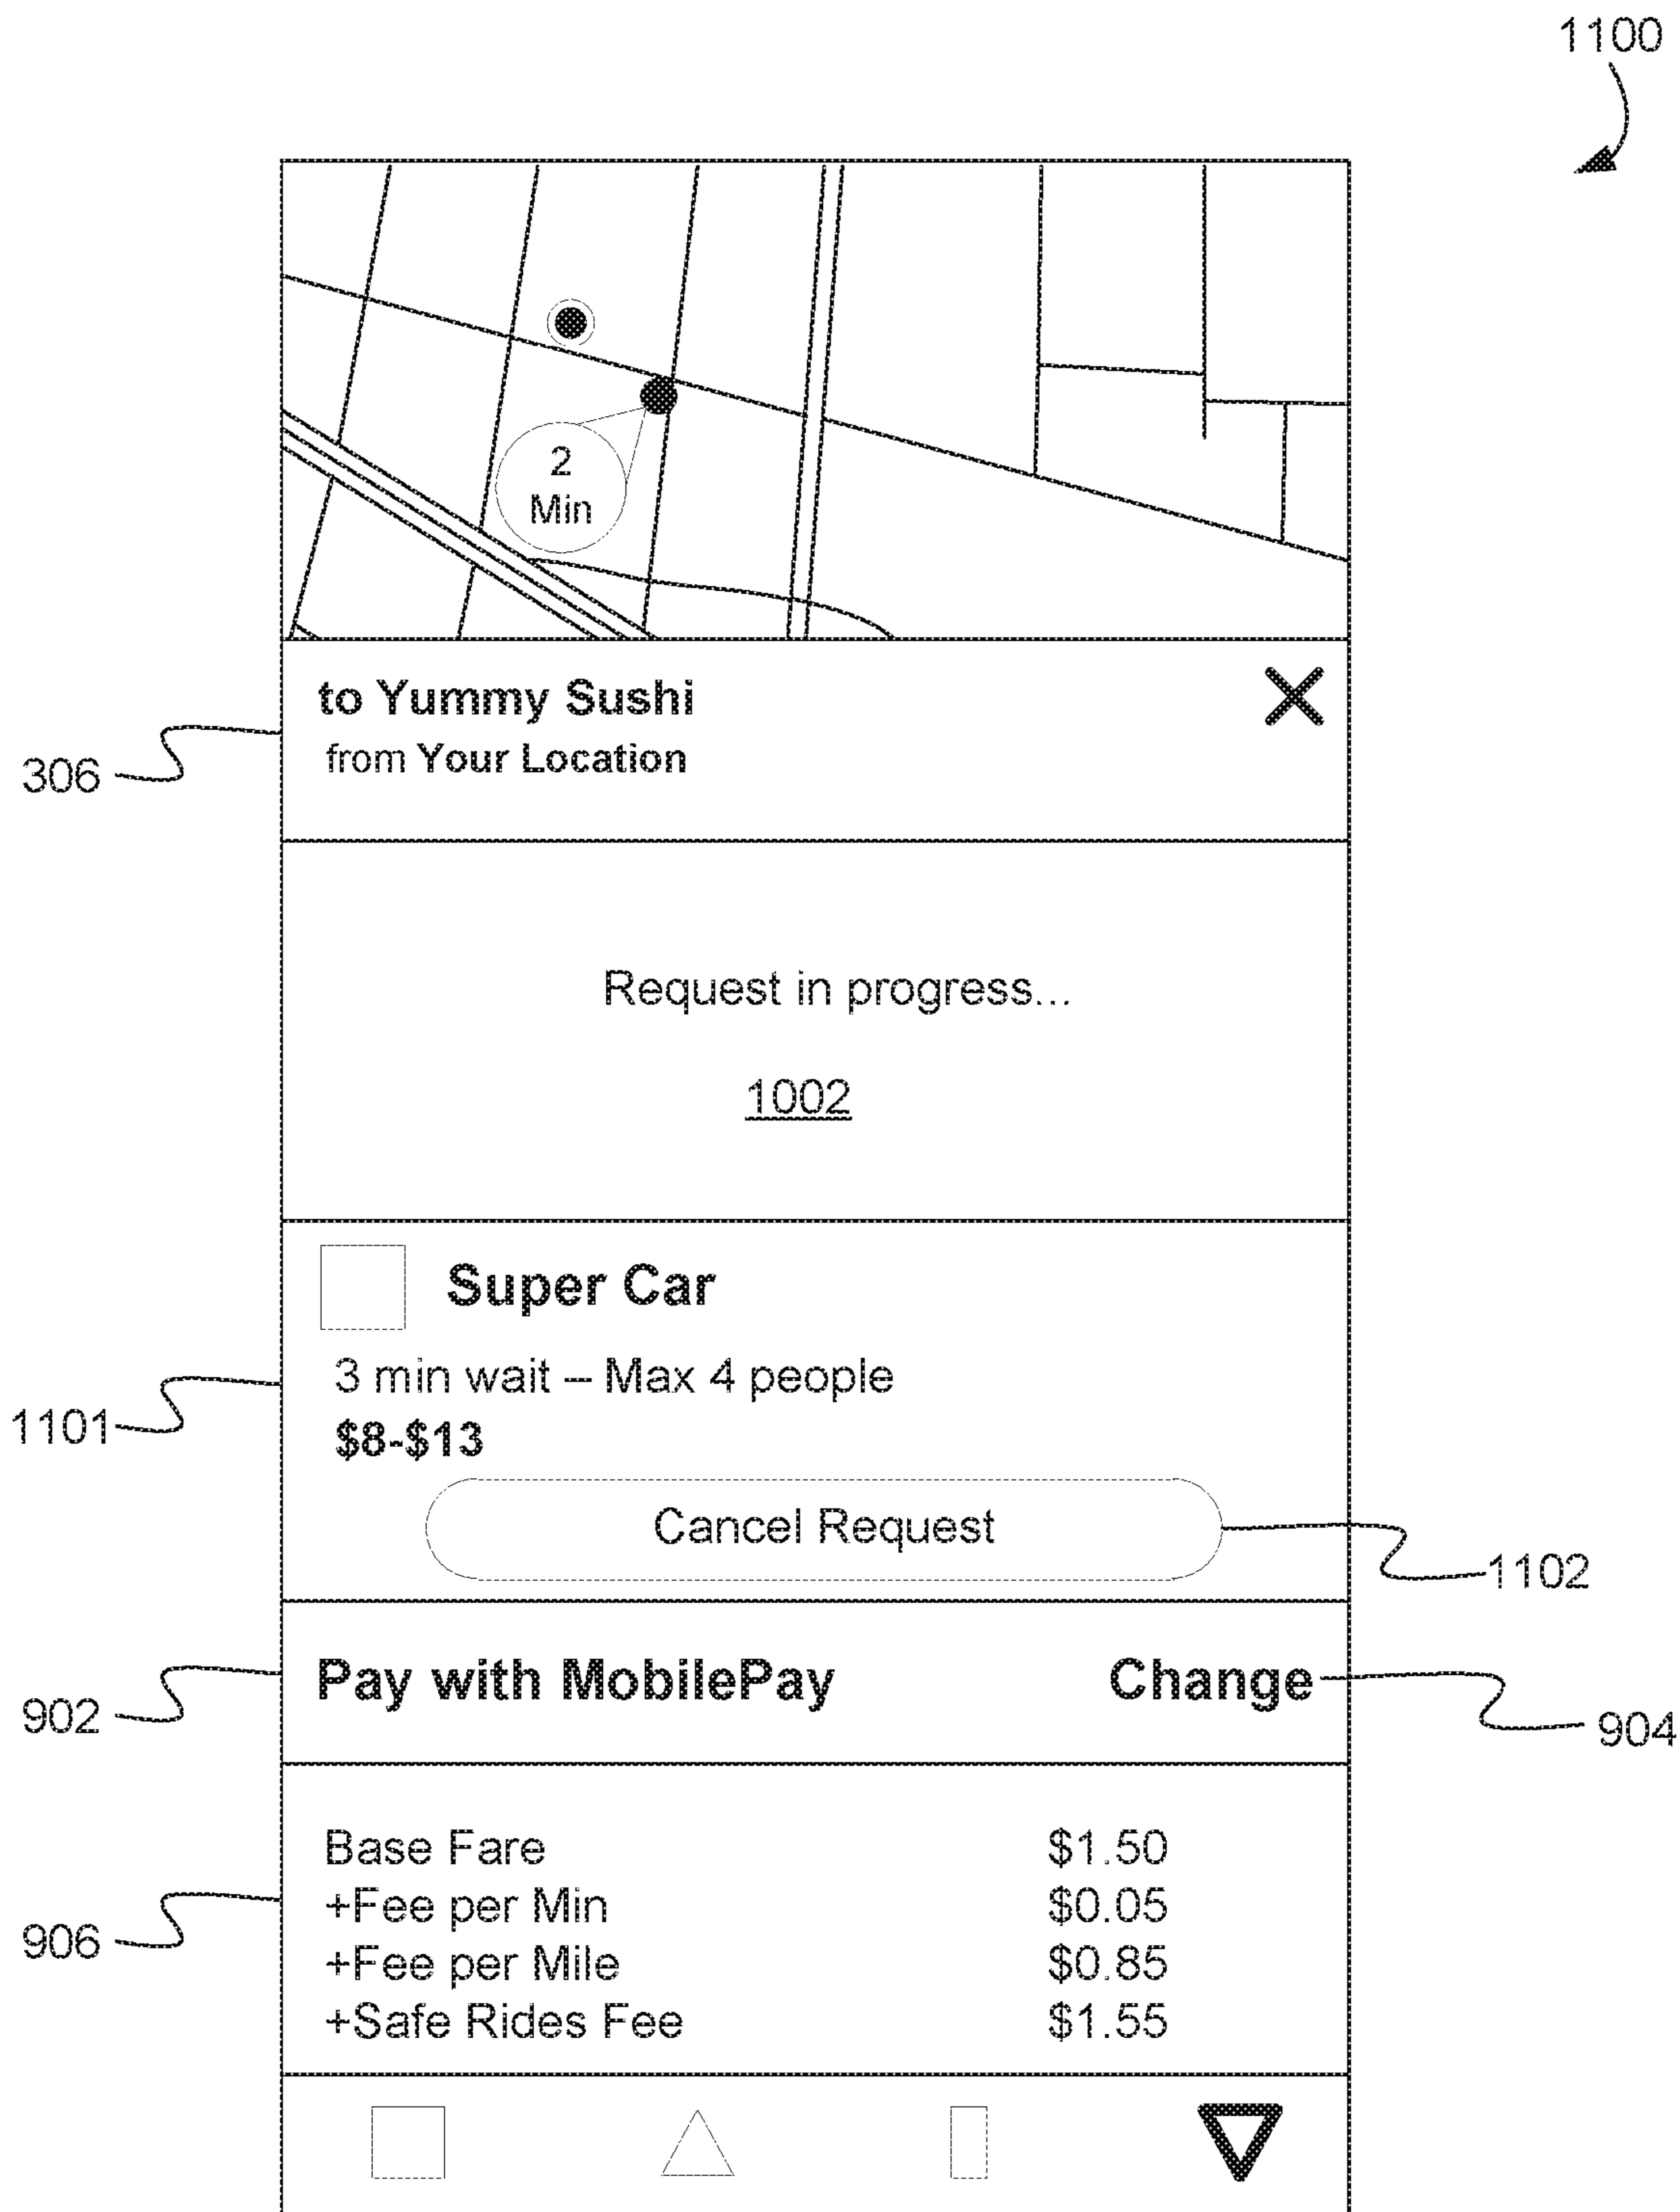 1100
2
Min
to Yummy Sushi
from Your Location
306
Request in progress...
1002
Super Car
3 min wait – Max 4 people
1101
$8-$13
Cancel Request
1102
Pay with MobilePay Change
902
904
Base Fare $1.50
+Fee per Min $0.05
906
+Fee per Mile $0.85
+Safe Rides Fee $1.55